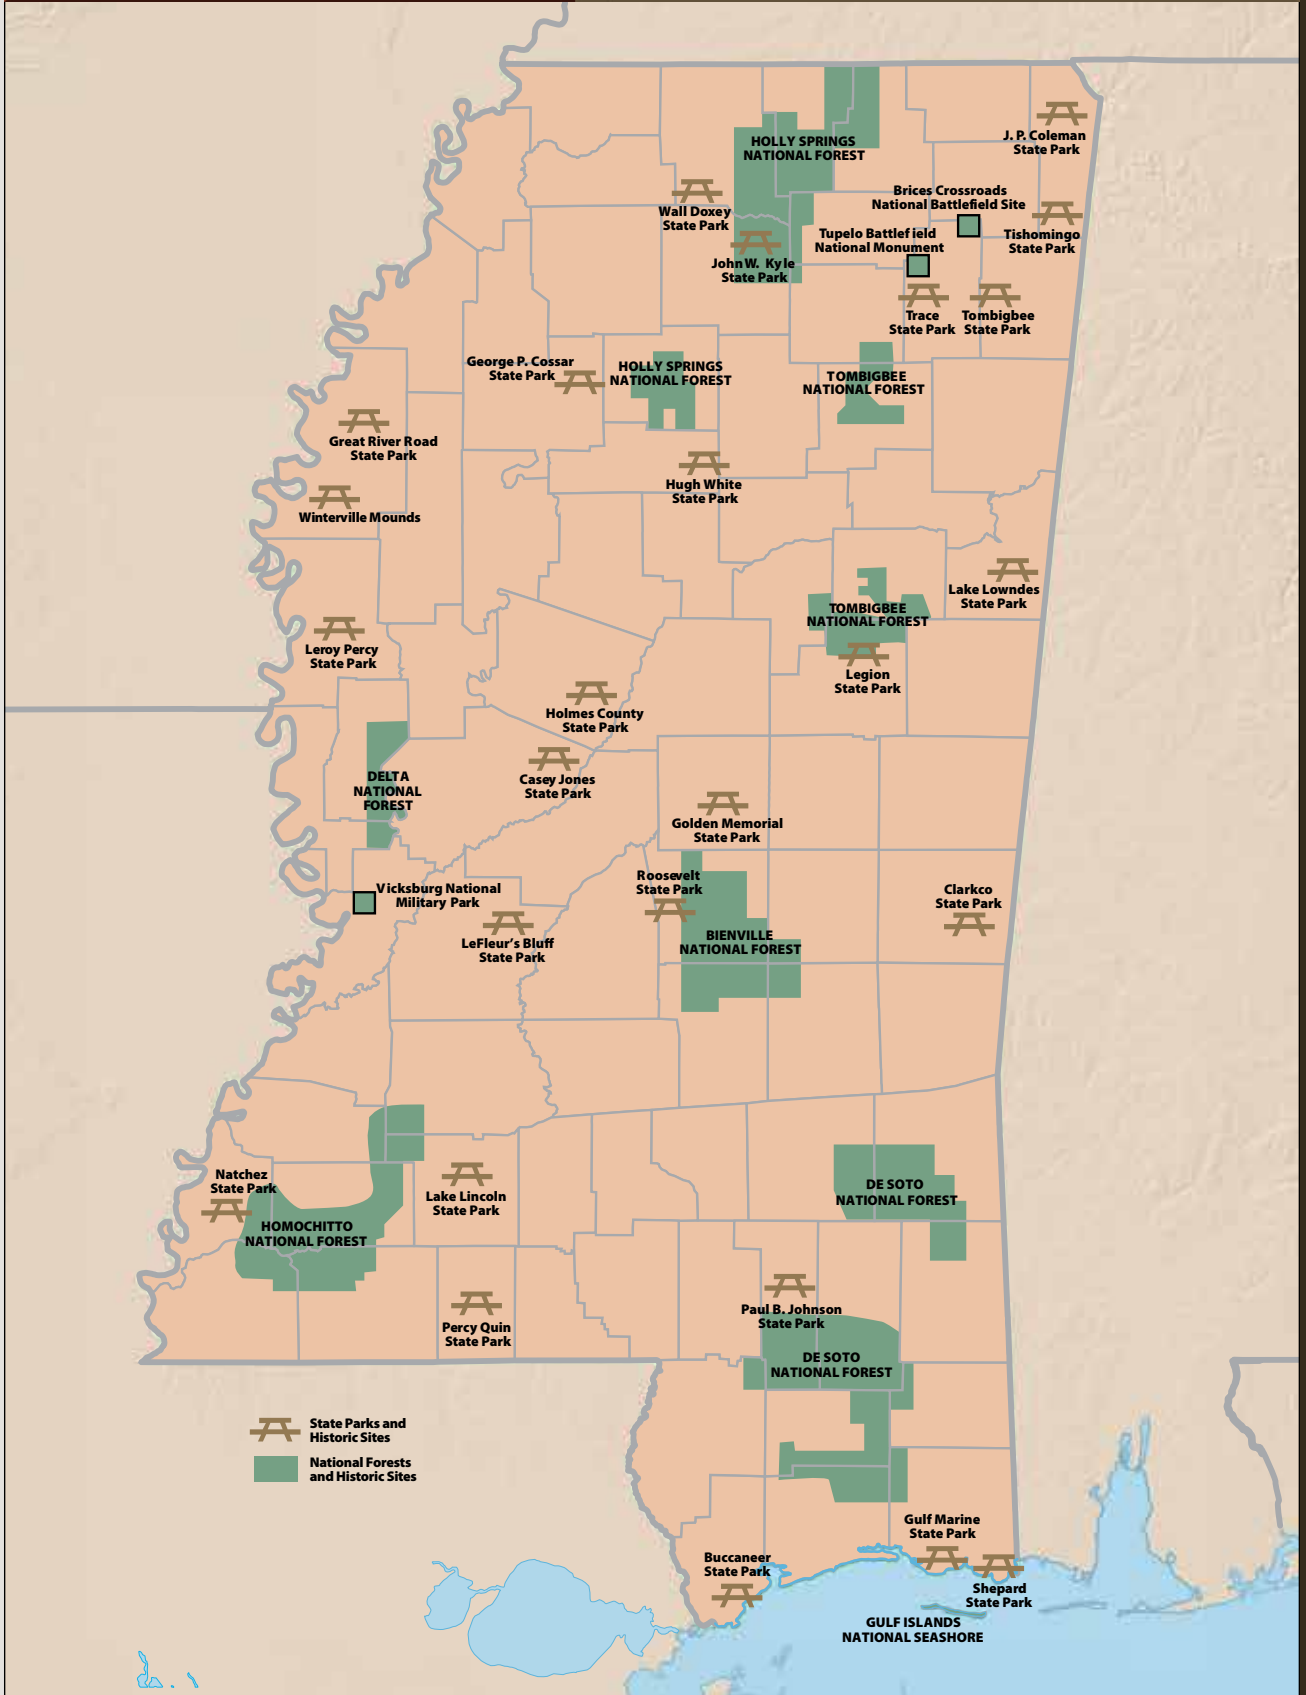 HOLLY SPRINGS
NATIONAL FOREST
J. P. Coleman
State Park
Brices Crossroads
National Battlefield Site
Wall Doxey
State Park
Tupelo Battlefield
National Monument
Tishomingo
State Park
John W. Kyle
State Park
Trace
State Park
Tombigbee
State Park
George P. Cossar
State Park
HOLLY SPRINGS
NATIONAL FOREST
TOMBIGBEE
NATIONAL FOREST
Great River Road
State Park
Hugh White
State Park
Winterville Mounds
Lake Lowndes
State Park
TOMBIGBEE
NATIONAL FOREST
Leroy Percy
State Park
Legion
State Park
Holmes County
State Park
DELTA
NATIONAL
FOREST
Casey Jones
State Park
Golden Memorial
State Park
Roosevelt
State Park
Vicksburg National
Military Park
Clarkco
State Park
LeFleur's Bluff
State Park
BIENVILLE
NATIONAL FOREST
Natchez
State Park
Lake Lincoln
State Park
DE SOTO
NATIONAL FOREST
HOMOCHITTO
NATIONAL FOREST
Percy Quin
State Park
Paul B. Johnson
State Park
DE SOTO
NATIONAL FOREST
State Parks and
Historic Sites
National Forests
and Historic Sites
Gulf Marine
State Park
Buccaneer
State Park
Shepard
State Park
GULF ISLANDS
NATIONAL SEASHORE